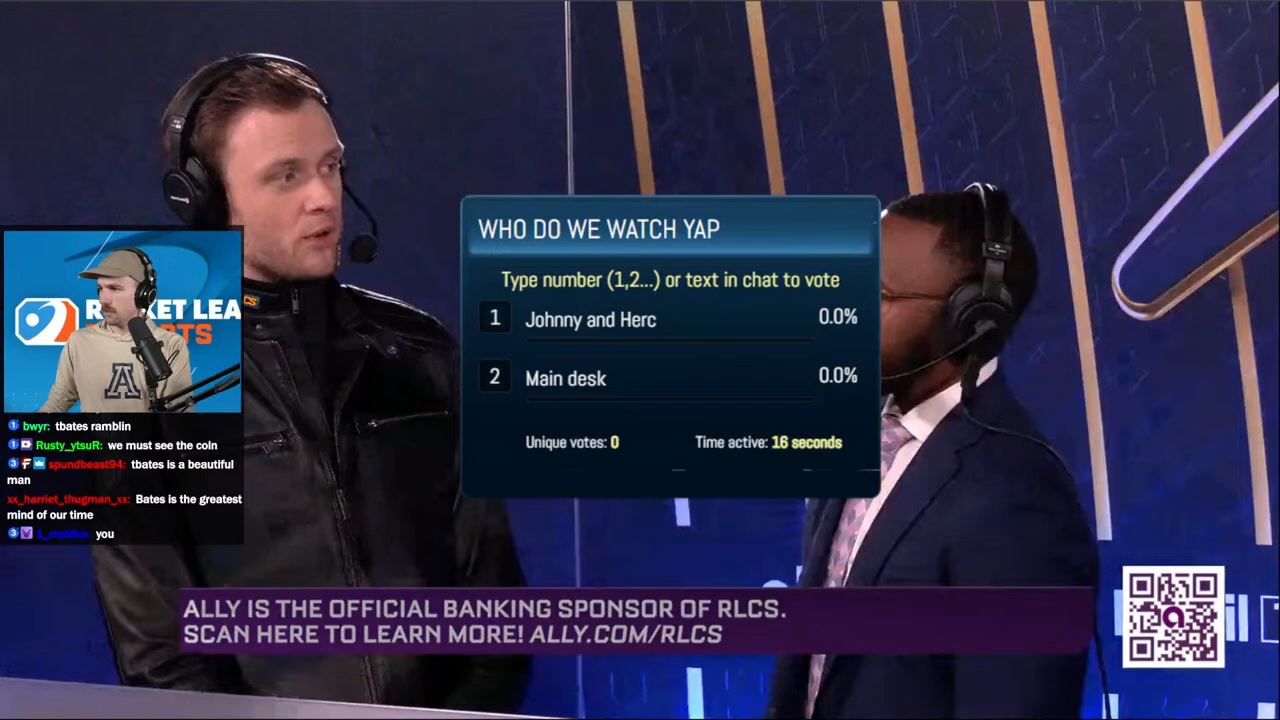 WHO DO WE WATCH YAP
Type number (1,2...) or text in chat to vote
1 Johnny and Herc 0.0%
2 Main desk 0.0%
Unique votes: 0 Time active: 16 seconds
CS
bwyr: tbates ramblin
Rusty_ytsuR: we must see the coin
spundbeast94: tbates is a beautiful
man
xx_harriet_thugman_xx: Bates is the greatest
mind of our time
you
ALLY IS THE OFFICIAL BANKING SPONSOR OF RLCS.
SCAN HERE TO LEARN MORE! ALLY.COM/RLCS